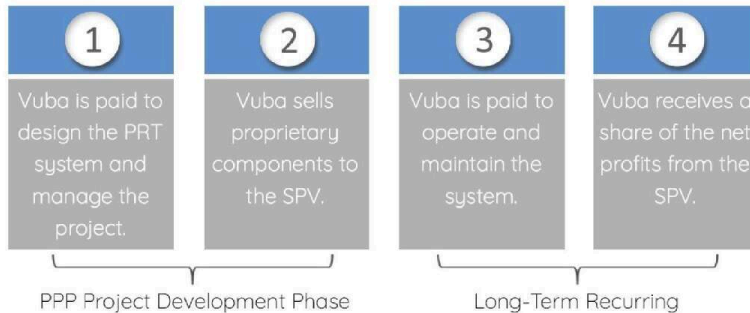 1
Vuba is paid to
design the PRT
system and
manage the
project.
2
Vuba sells
proprietary
components to
the SPV.
3
Vuba is paid to
operate and
maintain the
system.
4
Vuba receives a
share of the net
profits from the
SPV.
PPP Project Development Phase
Long-Term Recurring